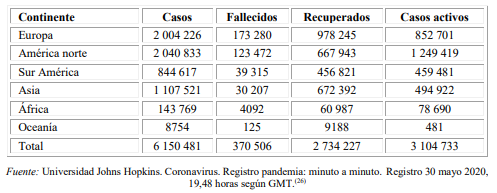 Continente Casos Fallecidos Recuperados Casos activos
Europa 2 004 226 173 280 978 245 852 701
América norte 2 040 833 123 472 667 943 1 249 419
Sur América 844 617 39 315 456 821 459 481
Asia 1 107 521 30 207 672 392 494 922
África 143 769 4092 60 987 78 690
Oceanía 8754 125 9188 481
Total 6 150 481 370 506 2 734 227 3 104 733
Fuente: Universidad Johns Hopkins. Coronavirus. Registro pandemia: minuto a minuto. Registro 30 mayo 2020,
19,48 horas según GMT.(26)